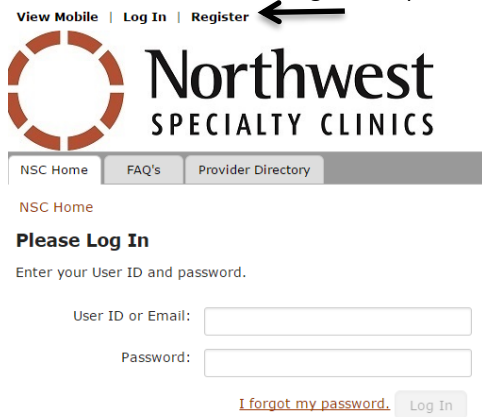 View Mobile | Log In | Register
Northwest
SPECIALTY CLINICS
NSC Home FAQ's Provider Directory
NSC Home
Please Log In
Enter your User ID and password.
User ID or Email:
Password:
I forgot my password. Log In